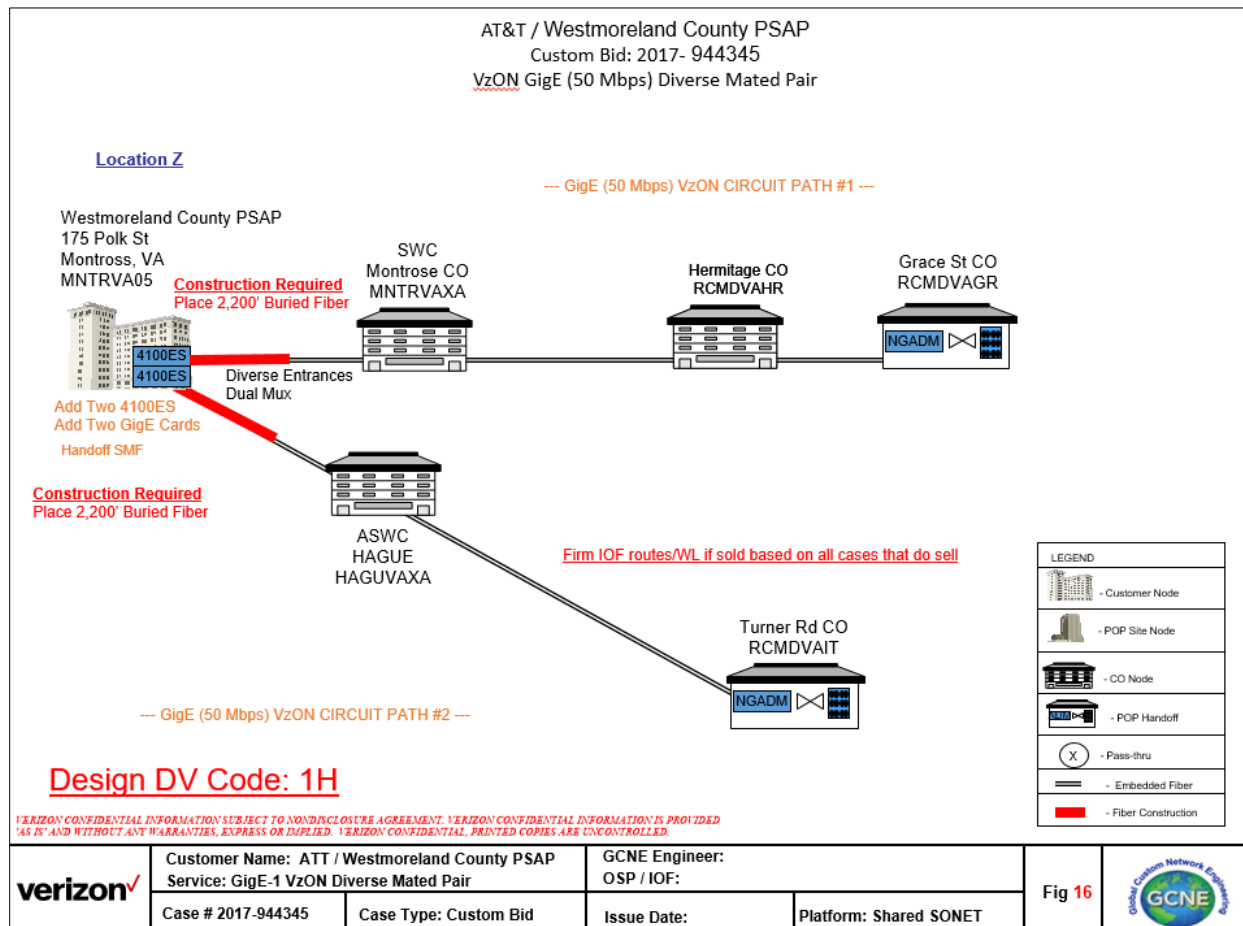 AT&T / Westmoreland County PSAP
Custom Bid: 2017- 944345
VzON GigE (50 Mbps) Diverse Mated Pair
Location Z
--- GigE (50 Mbps) VzON CIRCUIT PATH #1 ---
Westmoreland County PSAP
175 Polk St
Montross, VA
MNTRVA05
Construction Required
Place 2,200' Buried Fiber
SWC
Montrose CO
MNTRVAXA
Hermitage CO
RCMDVAHR
Grace St CO
RCMDVAGR
NGADM
4100ES
4100ES
Diverse Entrances
Dual Mux
Add Two 4100ES
Add Two GigE Cards
Handoff SMF
Construction Required
Place 2,200' Buried Fiber
ASWC
HAGUE
HAGUVAXA
Firm IOF routes/WL if sold based on all cases that do sell
Turner Rd CO
RCMDVAIT
NGADM
--- GigE (50 Mbps) VzON CIRCUIT PATH #2 ---
LEGEND
- Customer Node
- POP Site Node
- CO Node
- POP Handoff
X
- Pass-thru
- Embedded Fiber
- Fiber Construction
Design DV Code: 1H
VERIZON CONFIDENTIAL INFORMATION SUBJECT TO NONDISCLOSURE AGREEMENT. VERIZON CONFIDENTIAL INFORMATION IS PROVIDED
'AS IS' AND WITHOUT ANY WARRANTIES, EXPRESS OR IMPLIED. VERIZON CONFIDENTIAL, PRINTED COPIES ARE UNCONTROLLED.
verizon
Customer Name: ATT / Westmoreland County PSAP
Service: GigE-1 VzON Diverse Mated Pair
GCNE Engineer:
OSP / IOF:
Case # 2017-944345
Case Type: Custom Bid
Issue Date:
Platform: Shared SONET
Fig 16
Global Custom Network Engineering
GCNE